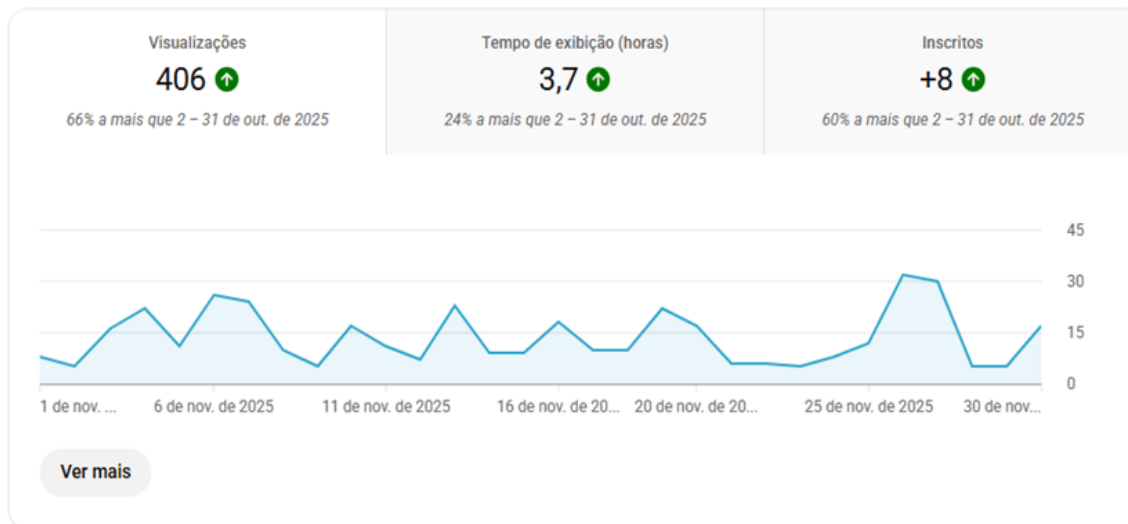 Visualizações
406
66% a mais que 2 – 31 de out. de 2025
Tempo de exibição (horas)
3,7
24% a mais que 2 – 31 de out. de 2025
Inscritos
+8
60% a mais que 2 – 31 de out. de 2025
45
30
15
0
1 de nov. ...
6 de nov. de 2025
11 de nov. de 2025
16 de nov. de 20...
20 de nov. de 20...
25 de nov. de 2025
30 de nov...
Ver mais